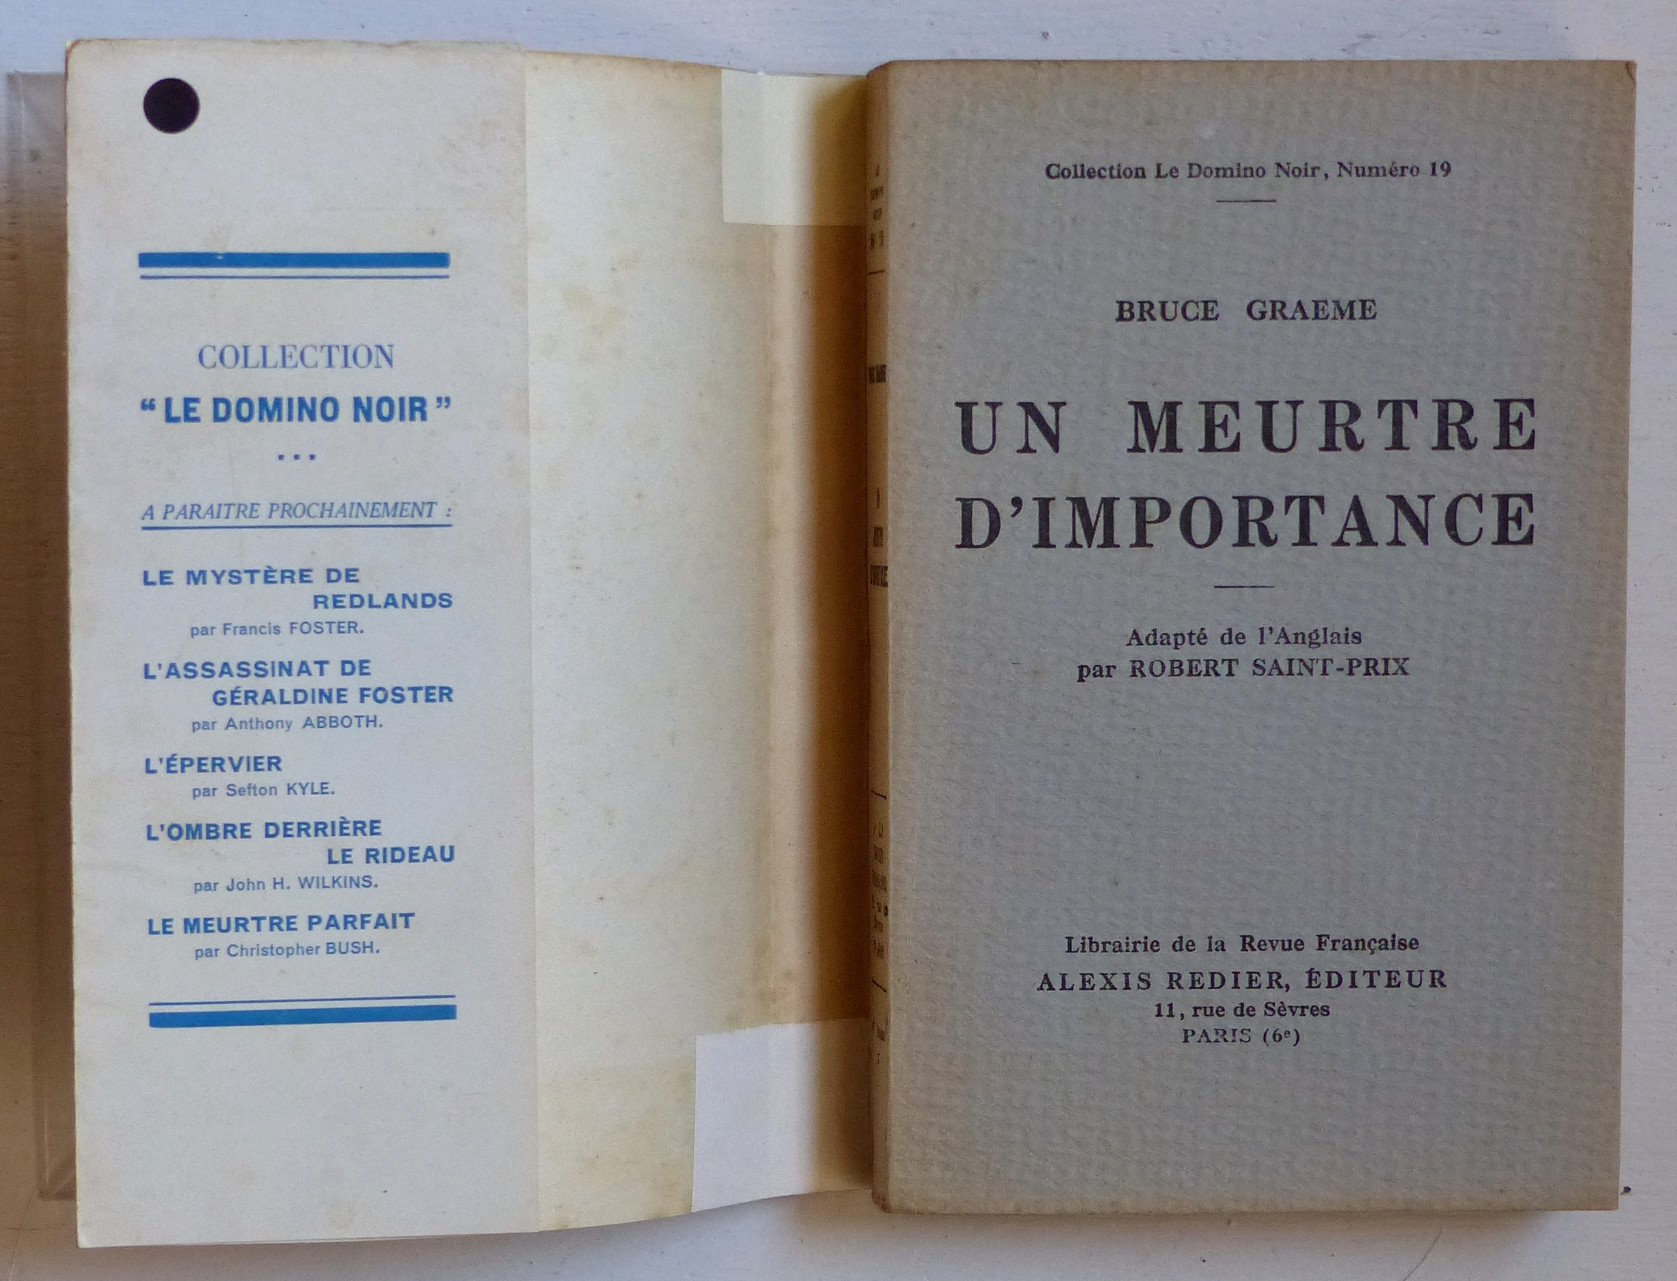 COLLECTION
“ LE DOMINO NOIR ”
...
A PARAITRE PROCHAINEMENT :
LE MYSTÈRE DE
REDLANDS
par Francis FOSTER.
L'ASSASSINAT DE
GÉRALDINE FOSTER
par Anthony ABBOTH.
L'ÉPERVIER
par Sefton KYLE.
L'OMBRE DERRIÈRE
LE RIDEAU
par John H. WILKINS.
LE MEURTRE PARFAIT
par Christopher BUSH.
Collection Le Domino Noir, Numéro 19
BRUCE GRAEME
UN MEURTRE
D'IMPORTANCE
Adapté de l'Anglais
par ROBERT SAINT-PRIX
Librairie de la Revue Française
ALEXIS REDIER, ÉDITEUR
11, rue de Sèvres
PARIS (6e)